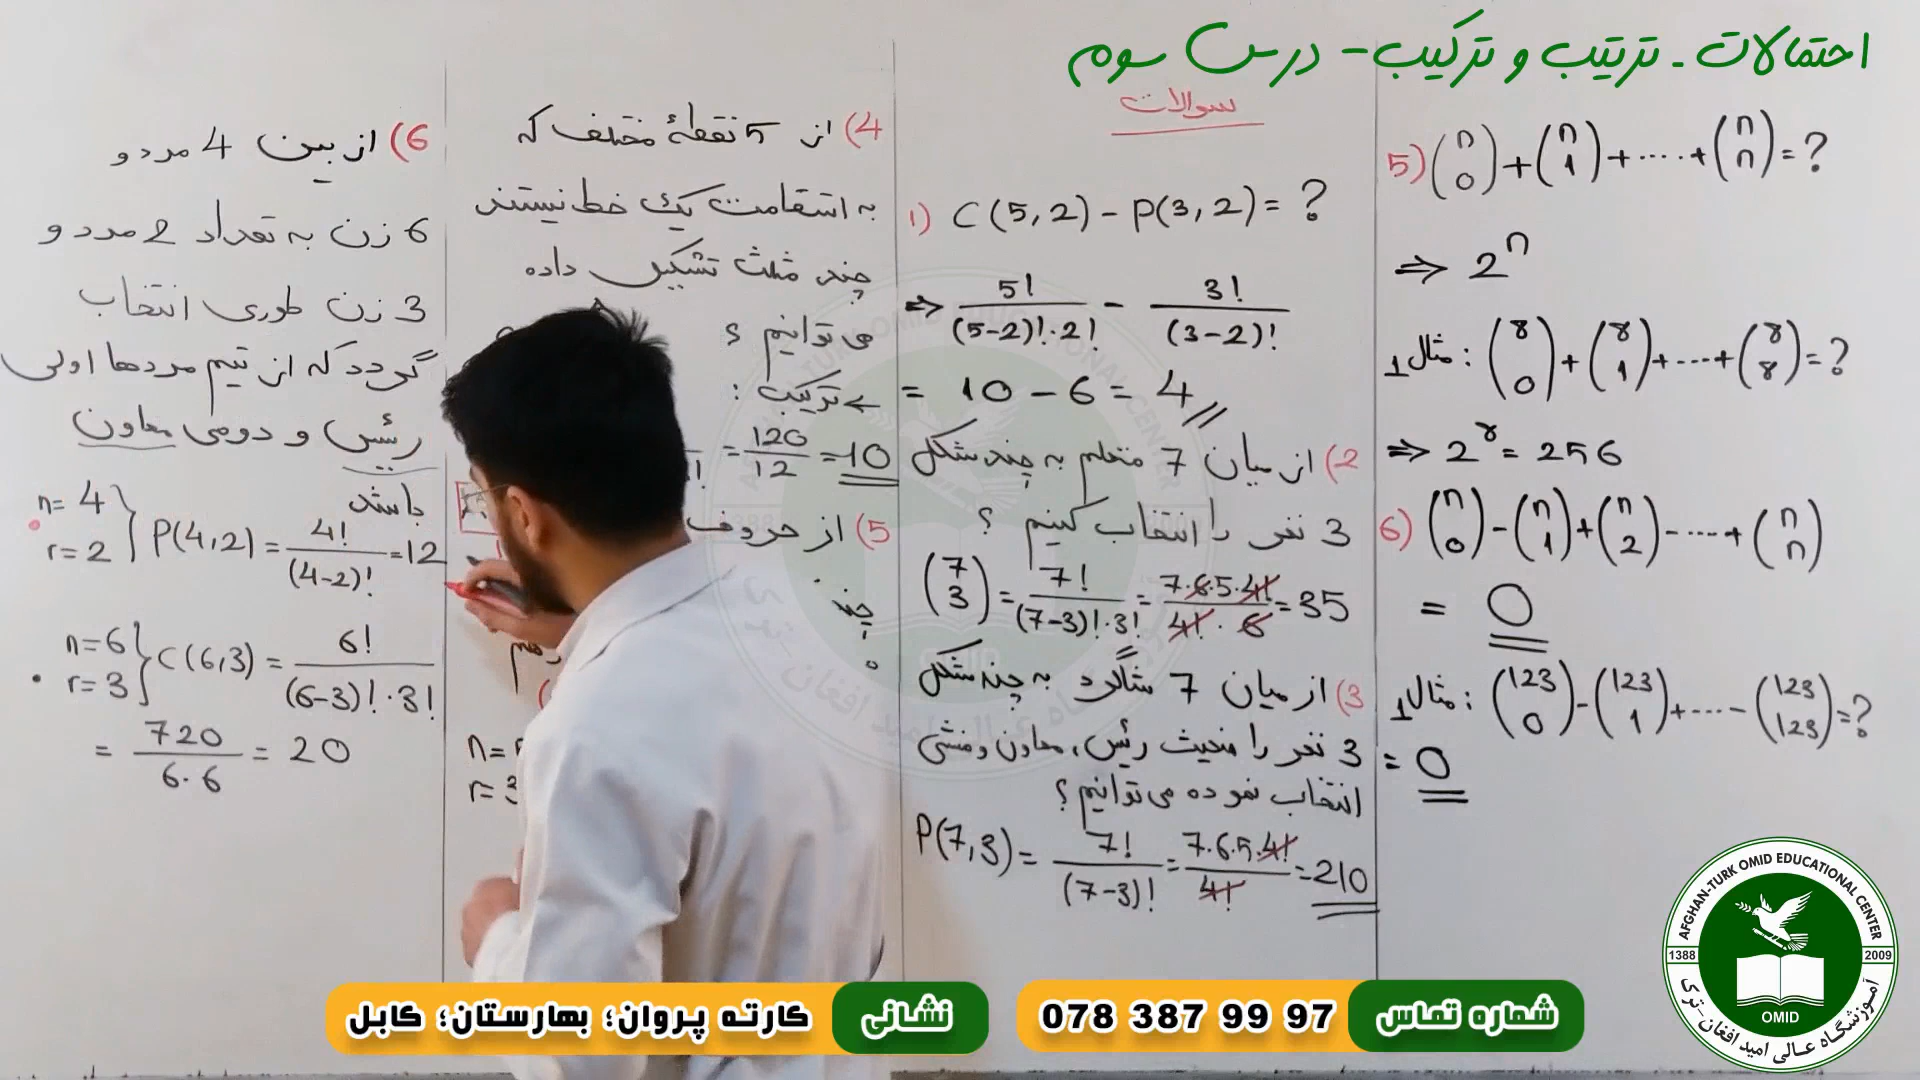 احتمالات - ترتیب و ترکیب - درس سوم
5) (n 0) + (n 1) + ---- + (n n) = ?
⇒ 2^n
مثال 1: (8 0) + (8 1) + ---- + (8 8) = ?
⇒ 2^8 = 256
6) (n 0) - (n 1) + (n 2) - ---- + (n n)
= 0
مثال 1: (123 0) - (123 1) + ---- - (123 123) = ?
= 0
سوالات
1) C(5,2) - P(3,2) = ?
⇒ 5!/((5-2)!·2!) - 3!/(3-2)!
= 10 - 6 = 4
2) از میان 7 متعلم به چند شکل
3 نفر را انتخاب کنیم ؟
(7 3) = 7!/((7-3)!·3!) = 7·6·5·4!/(4!·6) = 35
3) از میان 7 شاگرد به چند شکل
3 نفر را منحیث رئس، معاون و منشی
انتخاب نموده می توانیم؟
P(7,3) = 7!/(7-3)! = 7·6·5·4!/4! = 210
4) از 5 نقطهٔ مختلف که
به استقامت یک خط نیستند
چند مثلث تشکیل داده
می توانیم ؟
ترکیب :
= 120/12 = 10
5) از حروف
چند
n=
r=
6) از بین 4 مرد و
6 زن به تعداد 2 مرد و
3 زن طوری انتخاب
گردد که از تیم مردها اولی
رئس و دومی معاون
باشد
n=4
r=2 } P(4,2) = 4!/(4-2)! = 12
n=6
r=3 } C(6,3) = 6!/((6-3)!·3!)
= 720/(6·6) = 20
نشانی کارته پروان؛ بهارستان؛ کابل
شماره تماس 078 387 99 97
AFGHAN-TURK OMID EDUCATIONAL CENTER
1388 2009
OMID
آموزشگاه عالی امید افغان-ترک